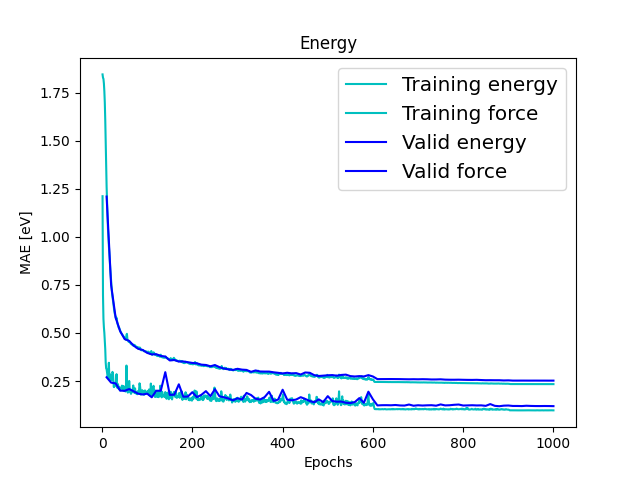 Energy
Training energy
Training force
Valid energy
Valid force
MAE [eV]
1.75
1.50
1.25
1.00
0.75
0.50
0.25
0
200
400
600
800
1000
Epochs